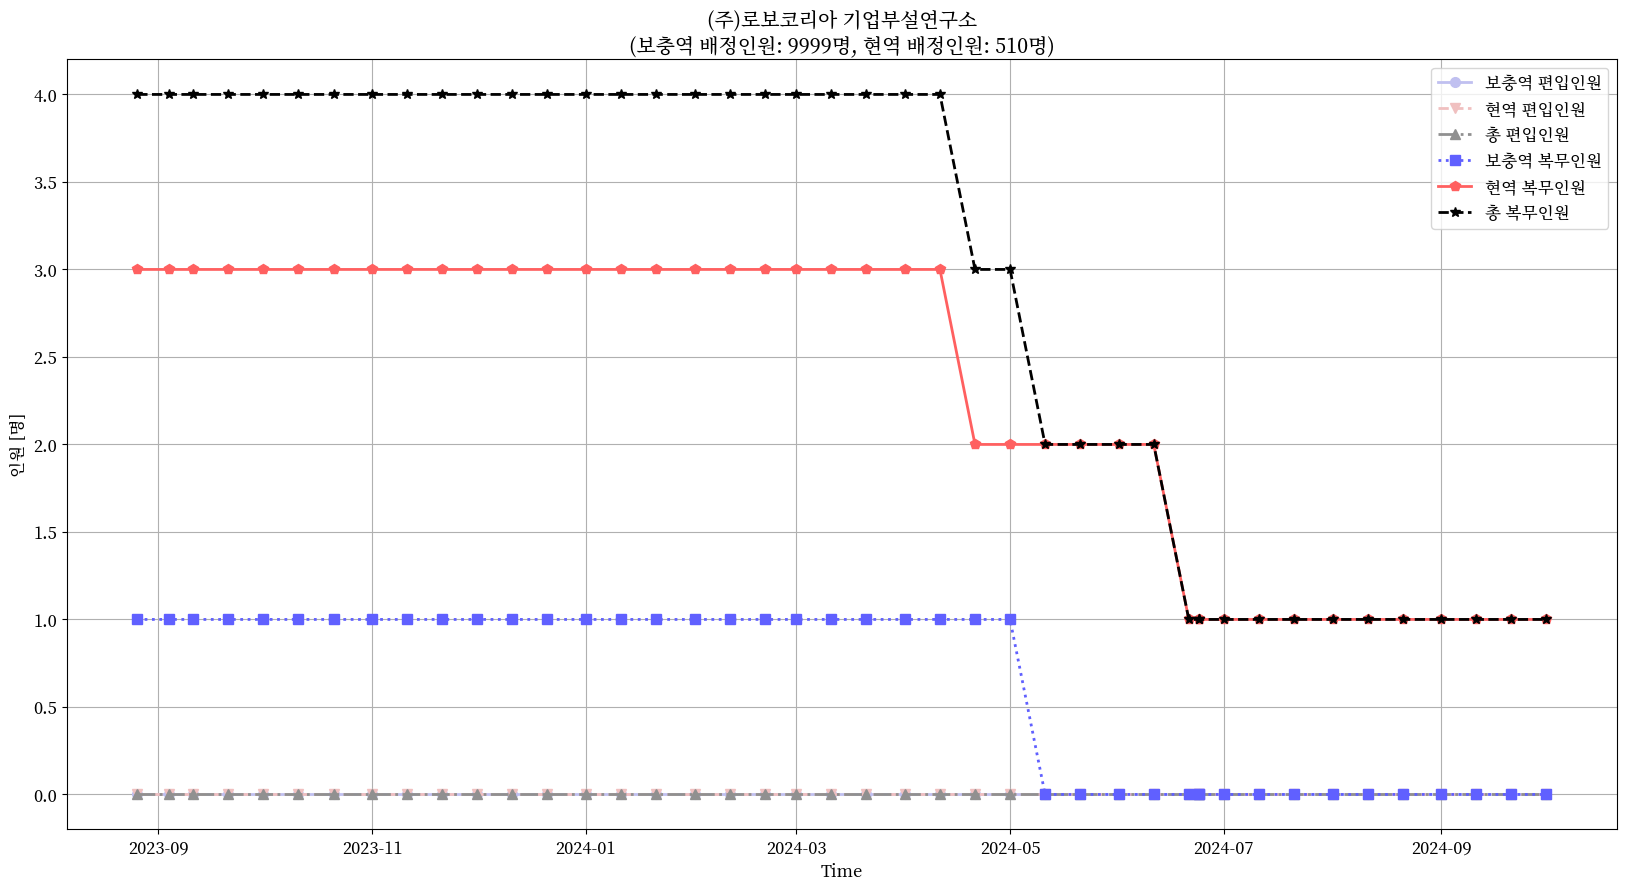 (주)로보코리아 기업부설연구소
(보충역 배정인원: 9999명, 현역 배정인원: 510명)
보충역 편입인원
현역 편입인원
총 편입인원
보충역 복무인원
현역 복무인원
총 복무인원
인원 [명]
4.0
3.5
3.0
2.5
2.0
1.5
1.0
0.5
0.0
2023-09
2023-11
2024-01
2024-03
2024-05
2024-07
2024-09
Time